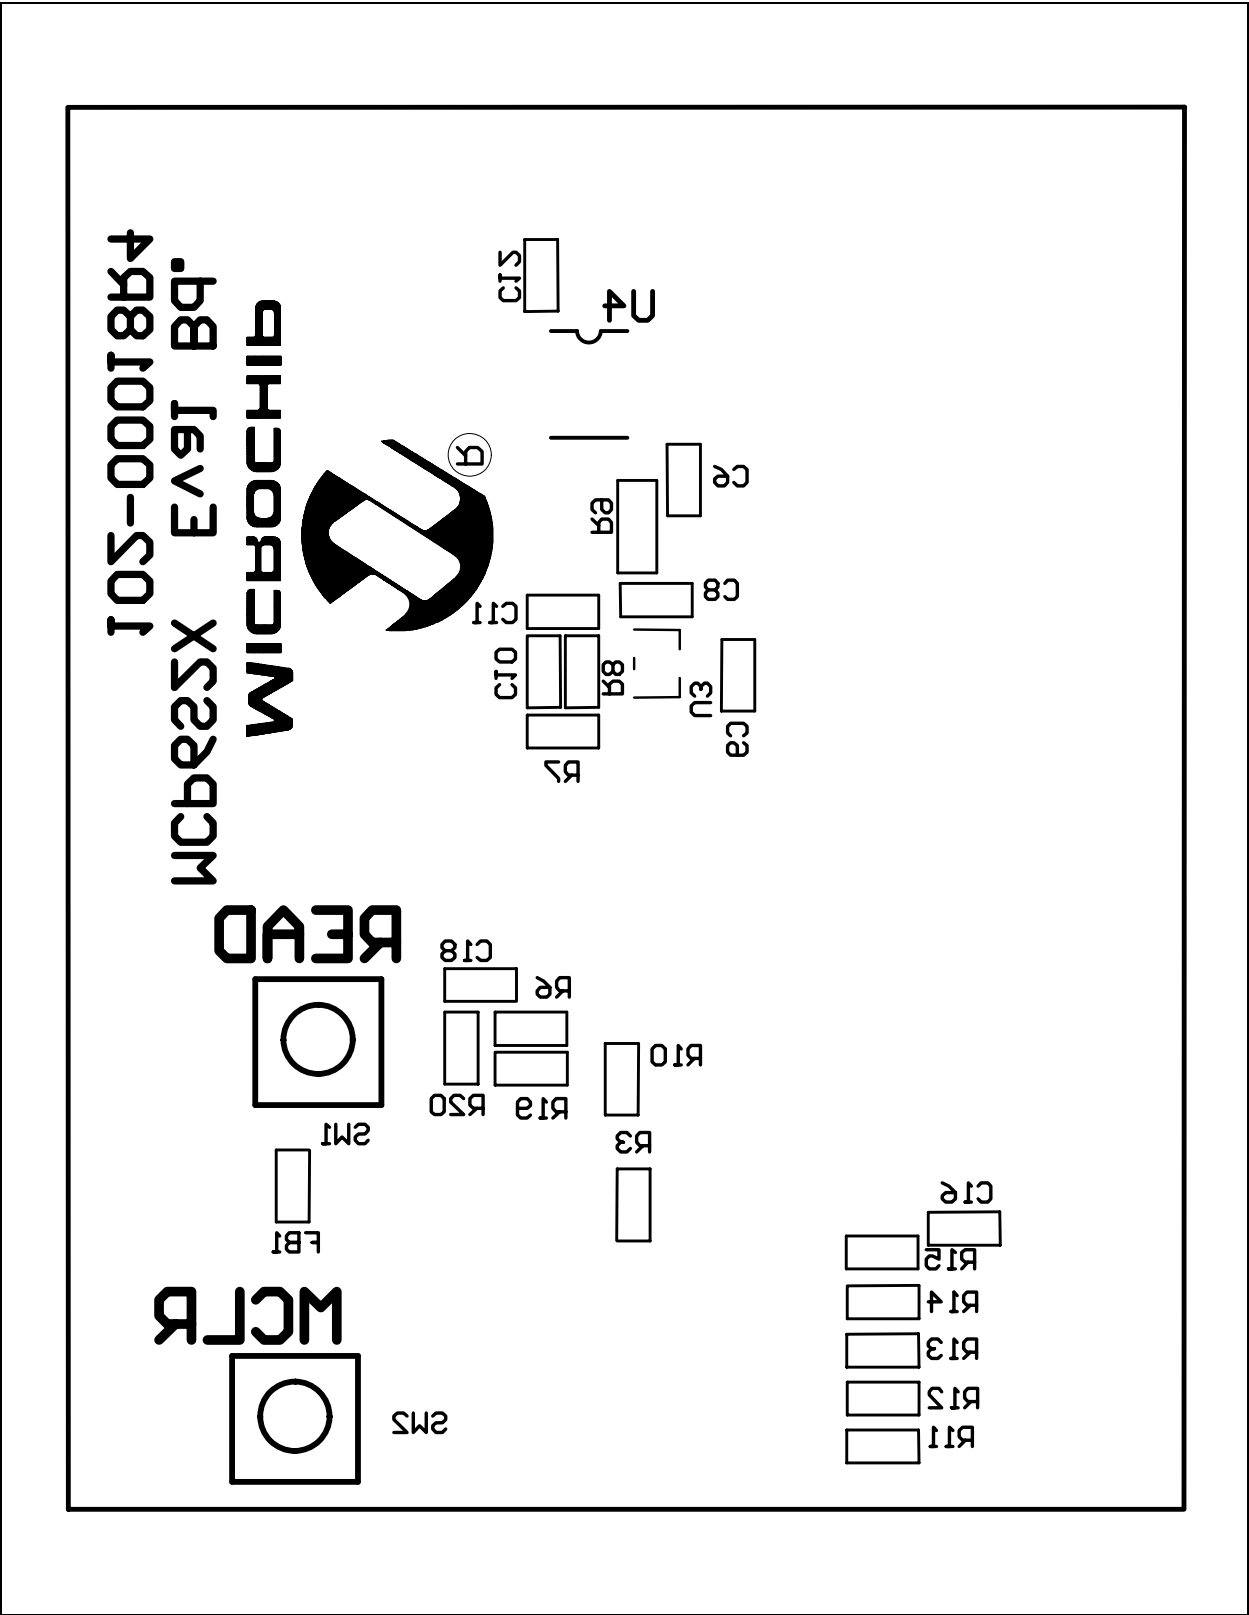 102-00018R4
MCP6S2X Eval Bd.
MICROCHIP
®
C12
U4
C6
R9
C8
C11
C10
R8
U3
C9
R7
READ
C18
R6
R10
R20
R19
SW1
R3
FB1
C16
R15
R14
R13
R12
R11
MCLR
SW2